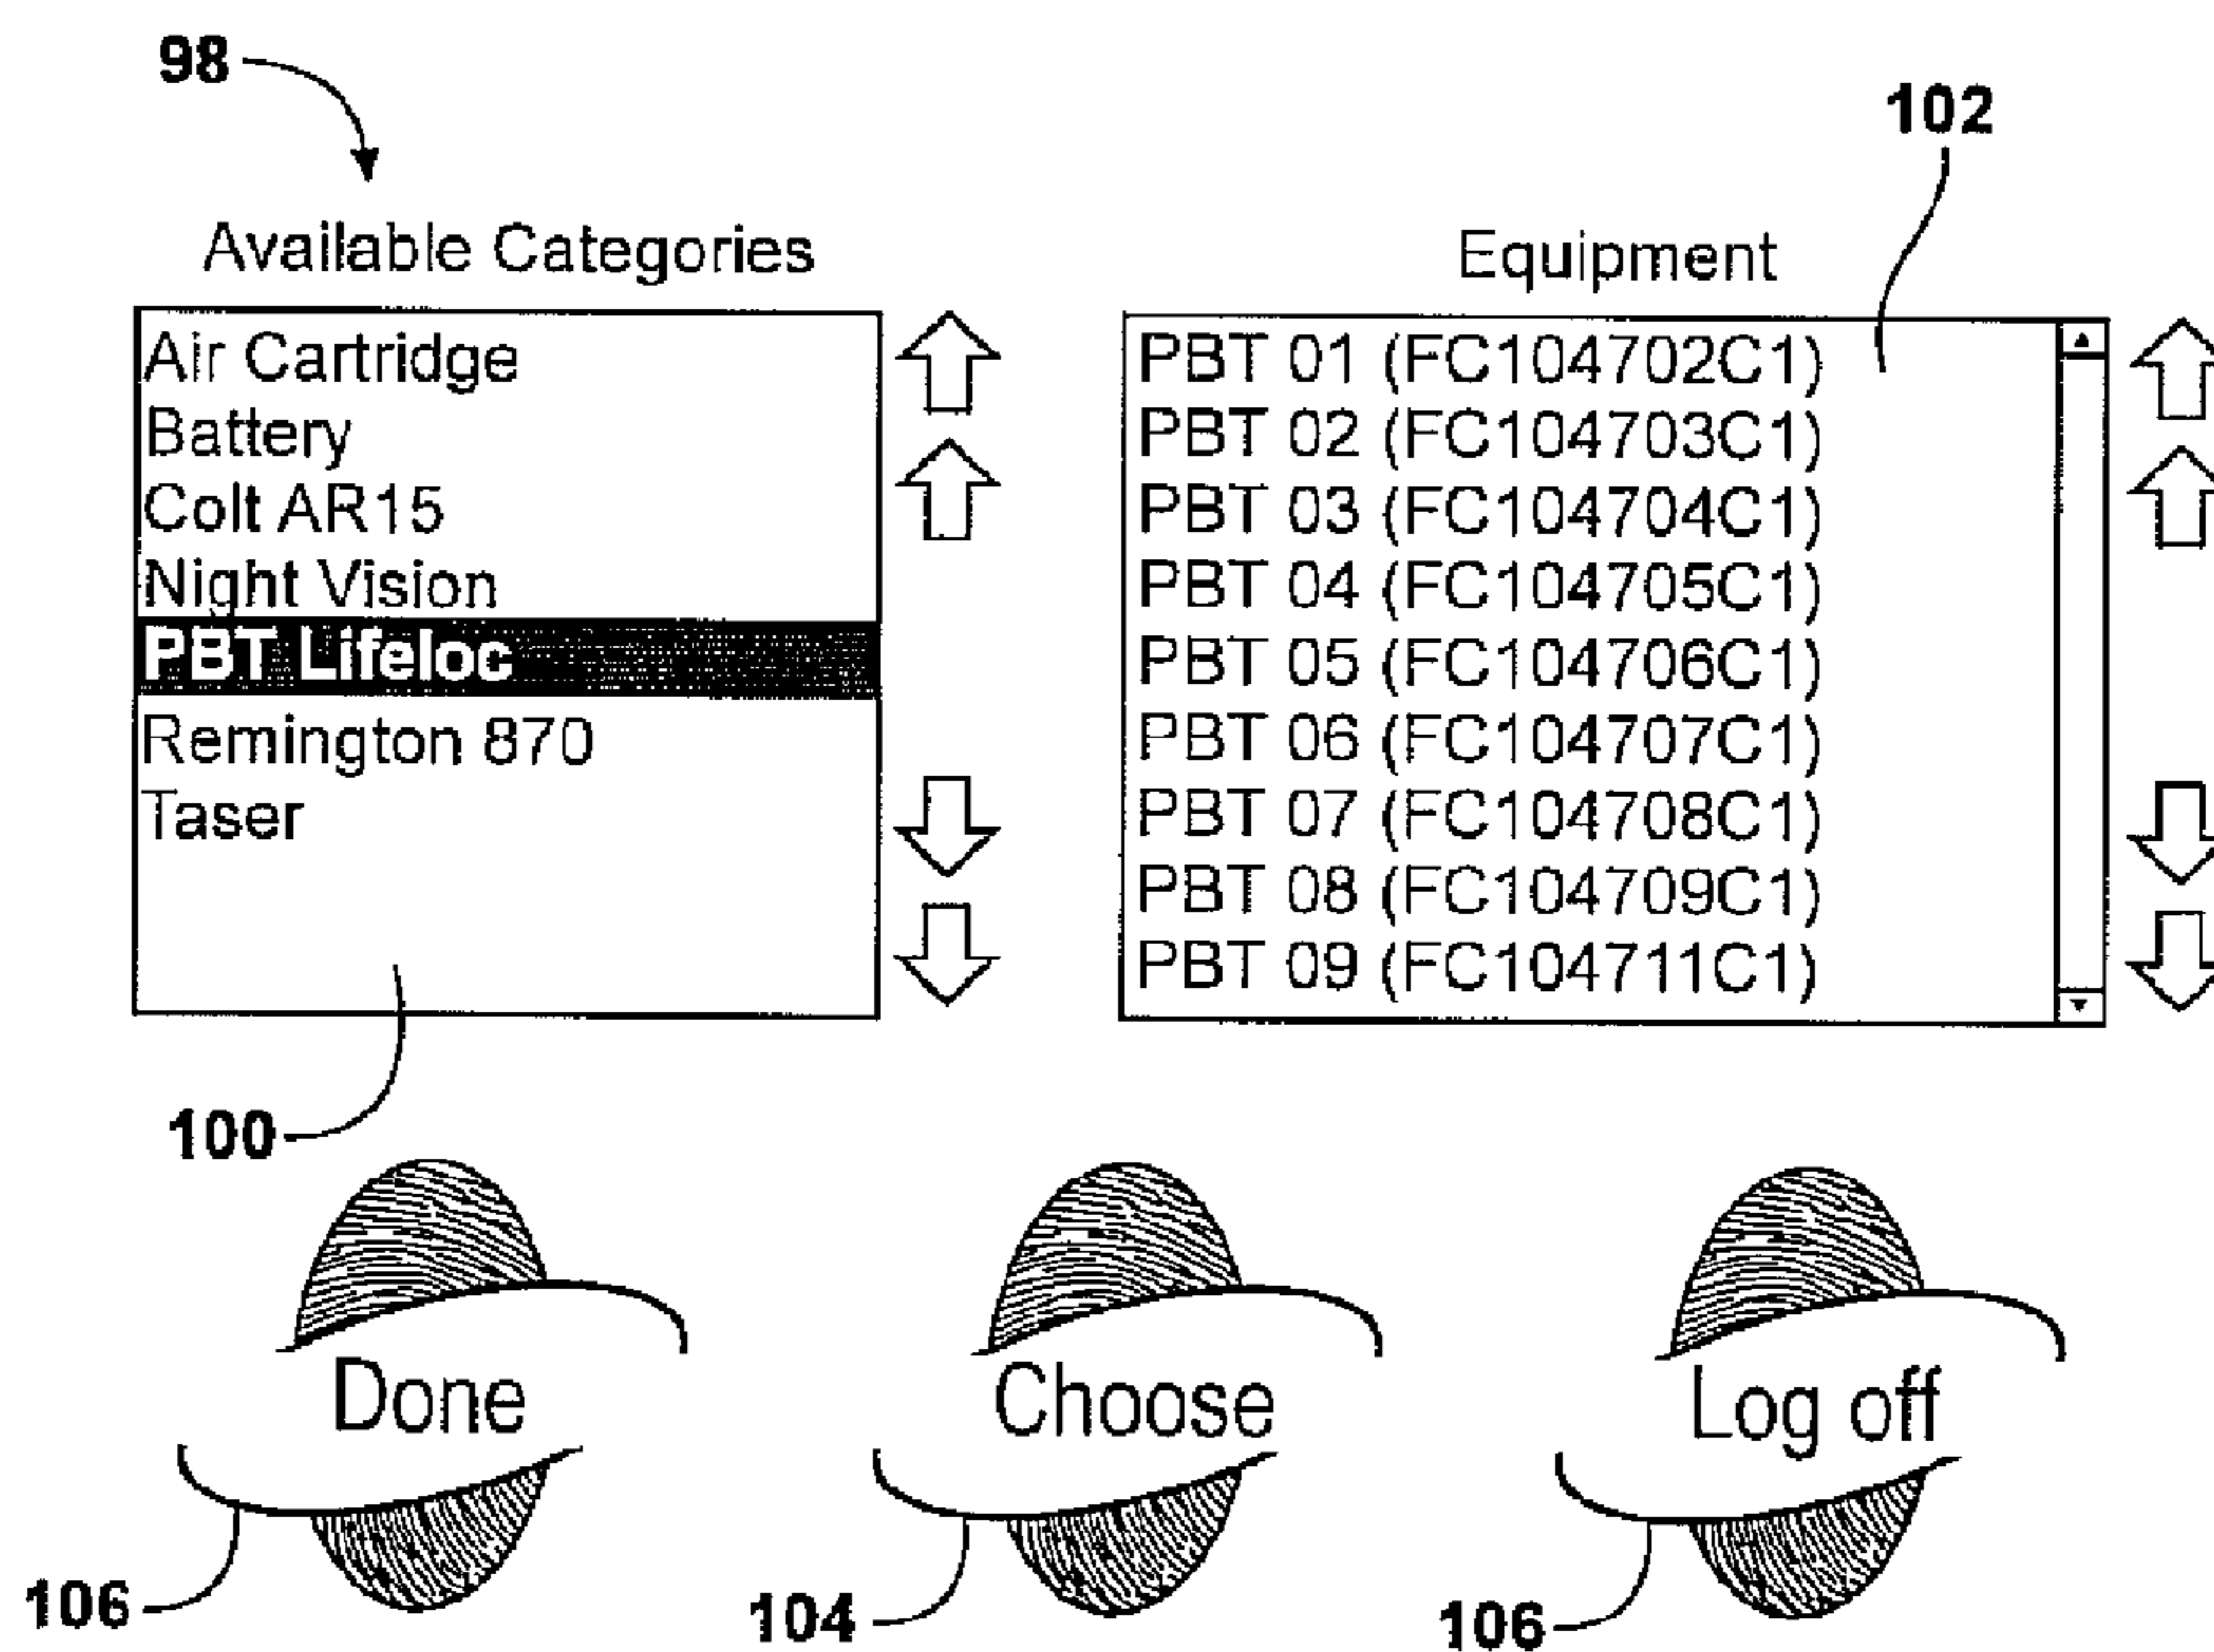 98
102
Available Categories
Air Cartridge
Battery
Colt AR15
Night Vision
PBT Lifeloc
Remington 870
Taser
100
Equipment
PBT 01 (FC104702C1)
PBT 02 (FC104703C1)
PBT 03 (FC104704C1)
PBT 04 (FC104705C1)
PBT 05 (FC104706C1)
PBT 06 (FC104707C1)
PBT 07 (FC104708C1)
PBT 08 (FC104709C1)
PBT 09 (FC104711C1)
Done
Choose
Log off
106
104
106